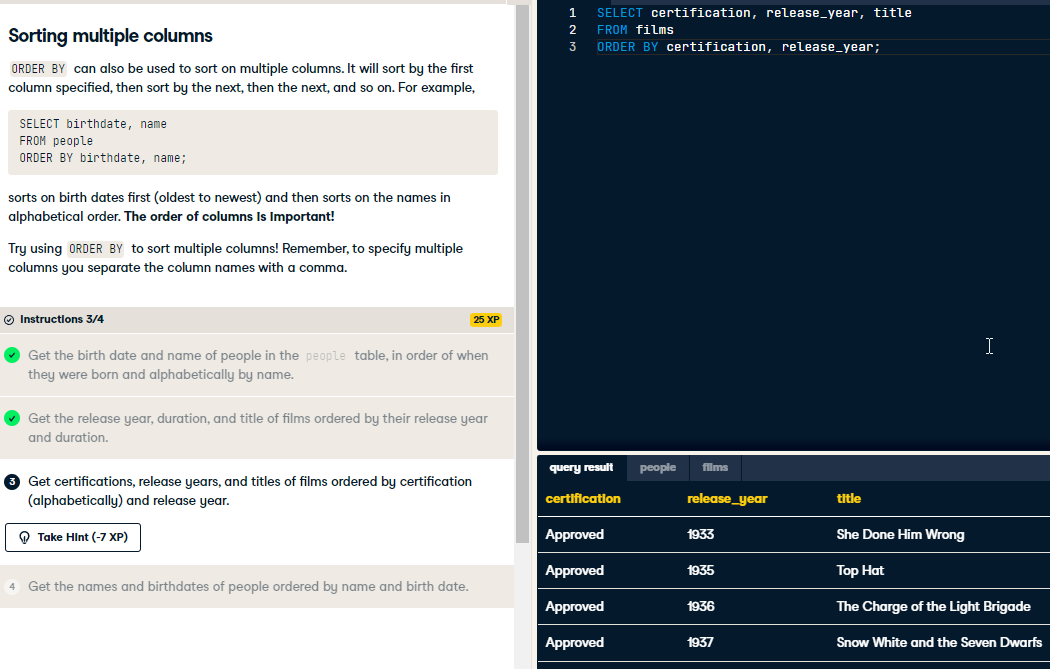 Sorting multiple columns
ORDER BY can also be used to sort on multiple columns. It will sort by the first
column specified, then sort by the next, then the next, and so on. For example,
SELECT birthdate, name
FROM people
ORDER BY birthdate, name;
sorts on birth dates first (oldest to newest) and then sorts on the names in
alphabetical order. The order of columns is important!
Try using ORDER BY to sort multiple columns! Remember, to specify multiple
columns you separate the column names with a comma.
Instructions 3/4
25 XP
Get the birth date and name of people in the people table, in order of when
they were born and alphabetically by name.
Get the release year, duration, and title of films ordered by their release year
and duration.
3 Get certifications, release years, and titles of films ordered by certification
(alphabetically) and release year.
Take Hint (-7 XP)
4 Get the names and birthdates of people ordered by name and birth date.
1 SELECT certification, release_year, title
2 FROM films
3 ORDER BY certification, release_year;
query result people films
certification release_year title
Approved 1933 She Done Him Wrong
Approved 1935 Top Hat
Approved 1936 The Charge of the Light Brigade
Approved 1937 Snow White and the Seven Dwarfs